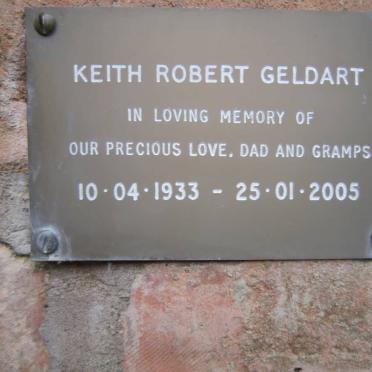 KEITH ROBERT GELDART
IN LOVING MEMORY OF
OUR PRECIOUS LOVE, DAD AND GRAMPS
10·04·1933 - 25·01·2005